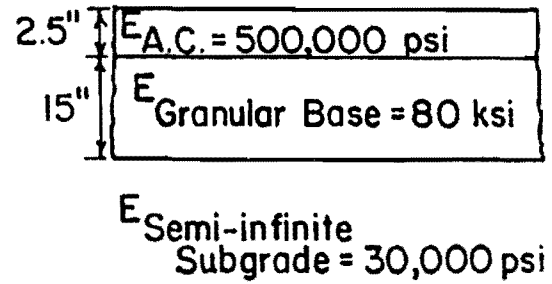 2.5" E A.C. = 500,000 psi
15" E Granular Base = 80 ksi
E Semi-infinite
Subgrade = 30,000 psi